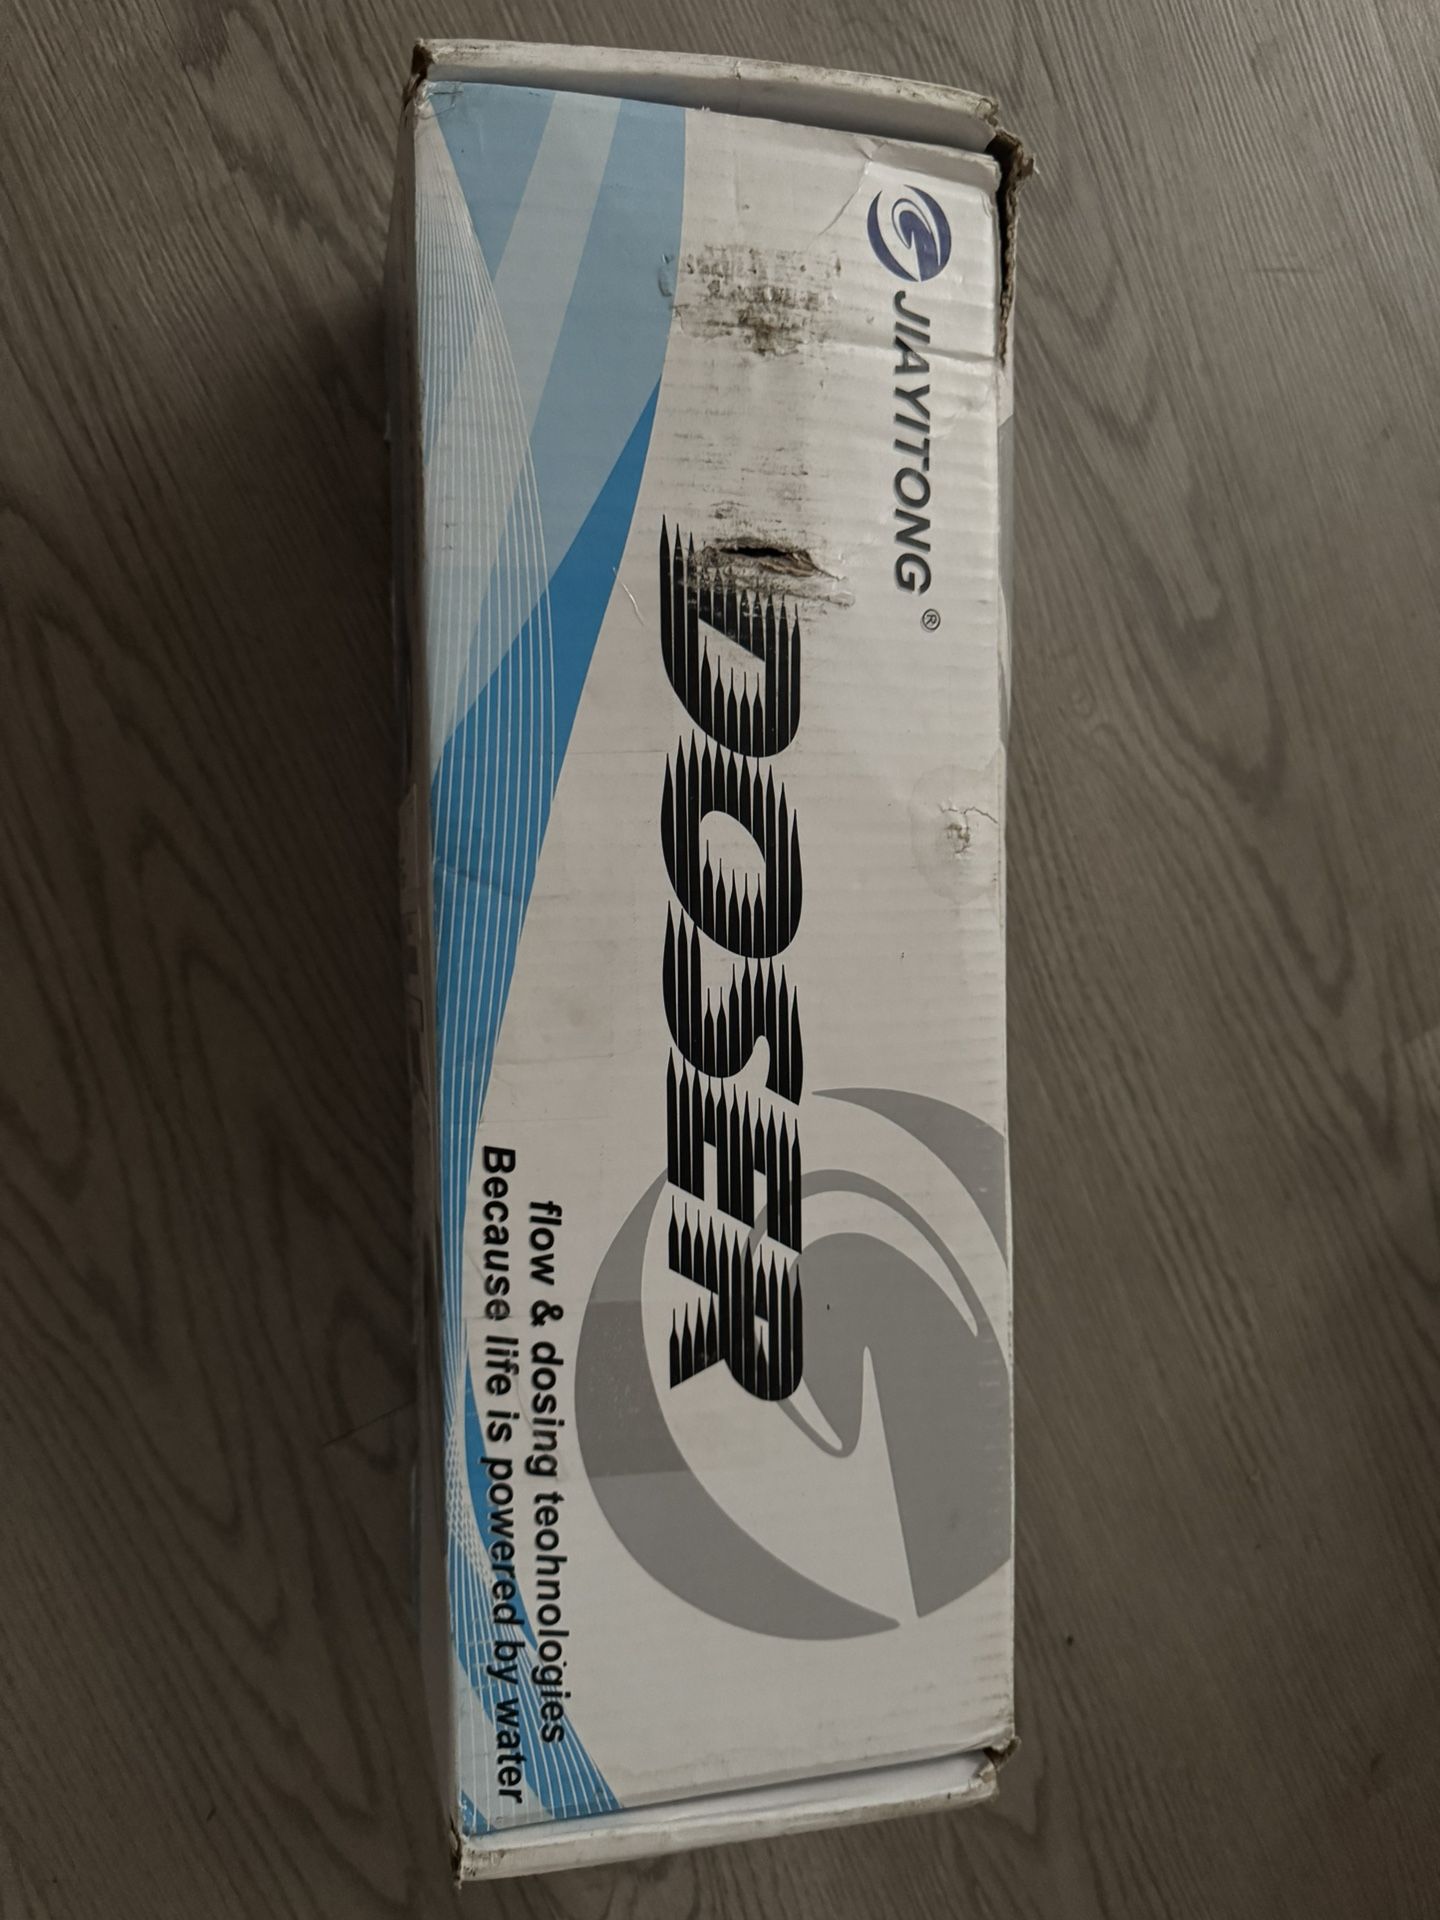 JIAYITONG ®
DOSER
flow & dosing teohnologies
Because life is powered by water